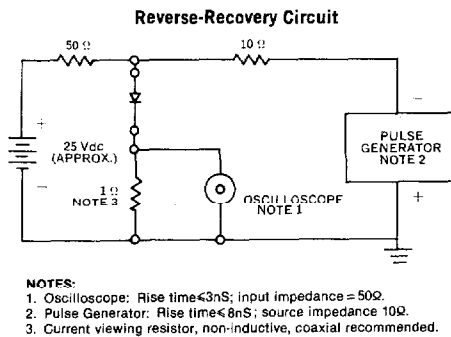 Reverse-Recovery Circuit
50 Ω
10 Ω
+
25 Vdc
(APPROX.)
−
1 Ω
NOTE 3
OSCILLOSCOPE
NOTE 1
−
PULSE
GENERATOR
NOTE 2
+
NOTES:
1. Oscilloscope: Rise time≤3nS; input impedance = 50Ω.
2. Pulse Generator: Rise time≤8nS; source impedance 10Ω.
3. Current viewing resistor, non-inductive, coaxial recommended.